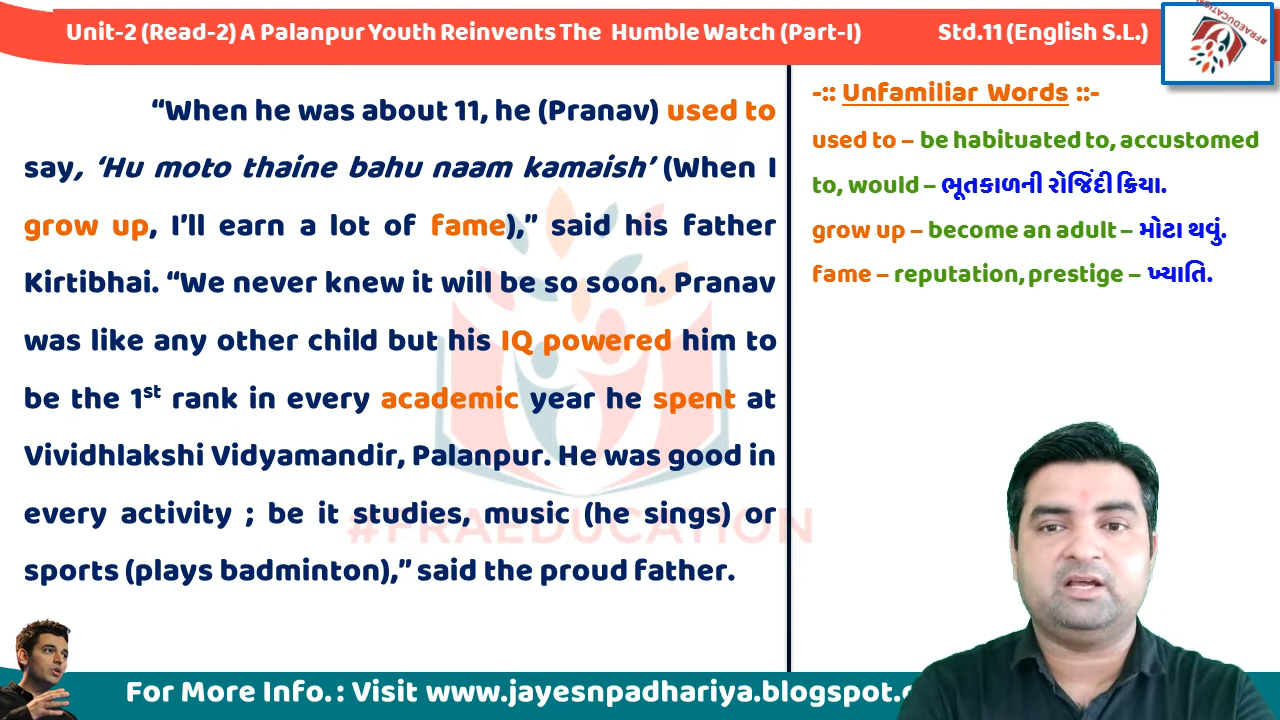 Unit-2 (Read-2) A Palanpur Youth Reinvents The Humble Watch (Part-I) Std.11 (English S.L.)
#FRAEDUCATION
“When he was about 11, he (Pranav) used to
say, ‘Hu moto thaine bahu naam kamaish’ (When I
grow up, I’ll earn a lot of fame),” said his father
Kirtibhai. “We never knew it will be so soon. Pranav
was like any other child but his IQ powered him to
be the 1st rank in every academic year he spent at
Vividhlakshi Vidyamandir, Palanpur. He was good in
every activity ; be it studies, music (he sings) or
sports (plays badminton),” said the proud father.
#FRAEDUCATION
-:: Unfamiliar Words ::-
used to – be habituated to, accustomed
to, would – ભૂતકાળની રોજિંદી ક્રિયા.
grow up – become an adult – મોટા થવું.
fame – reputation, prestige – ખ્યાતિ.
For More Info. : Visit www.jayesnpadhariya.blogspot.c